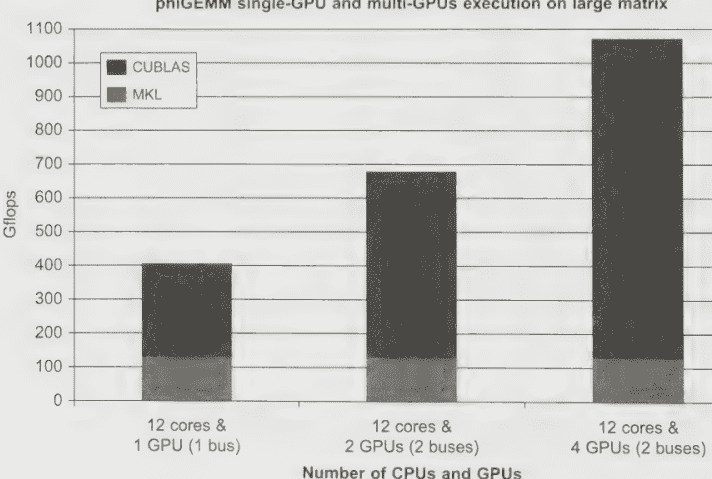 phiGEMM single-GPU and multi-GPUs execution on large matrix
1100
1000
900
800
700
600
500
400
300
200
100
0
Gflops
CUBLAS
MKL
12 cores &
1 GPU (1 bus)
12 cores &
2 GPUs (2 buses)
12 cores &
4 GPUs (2 buses)
Number of CPUs and GPUs